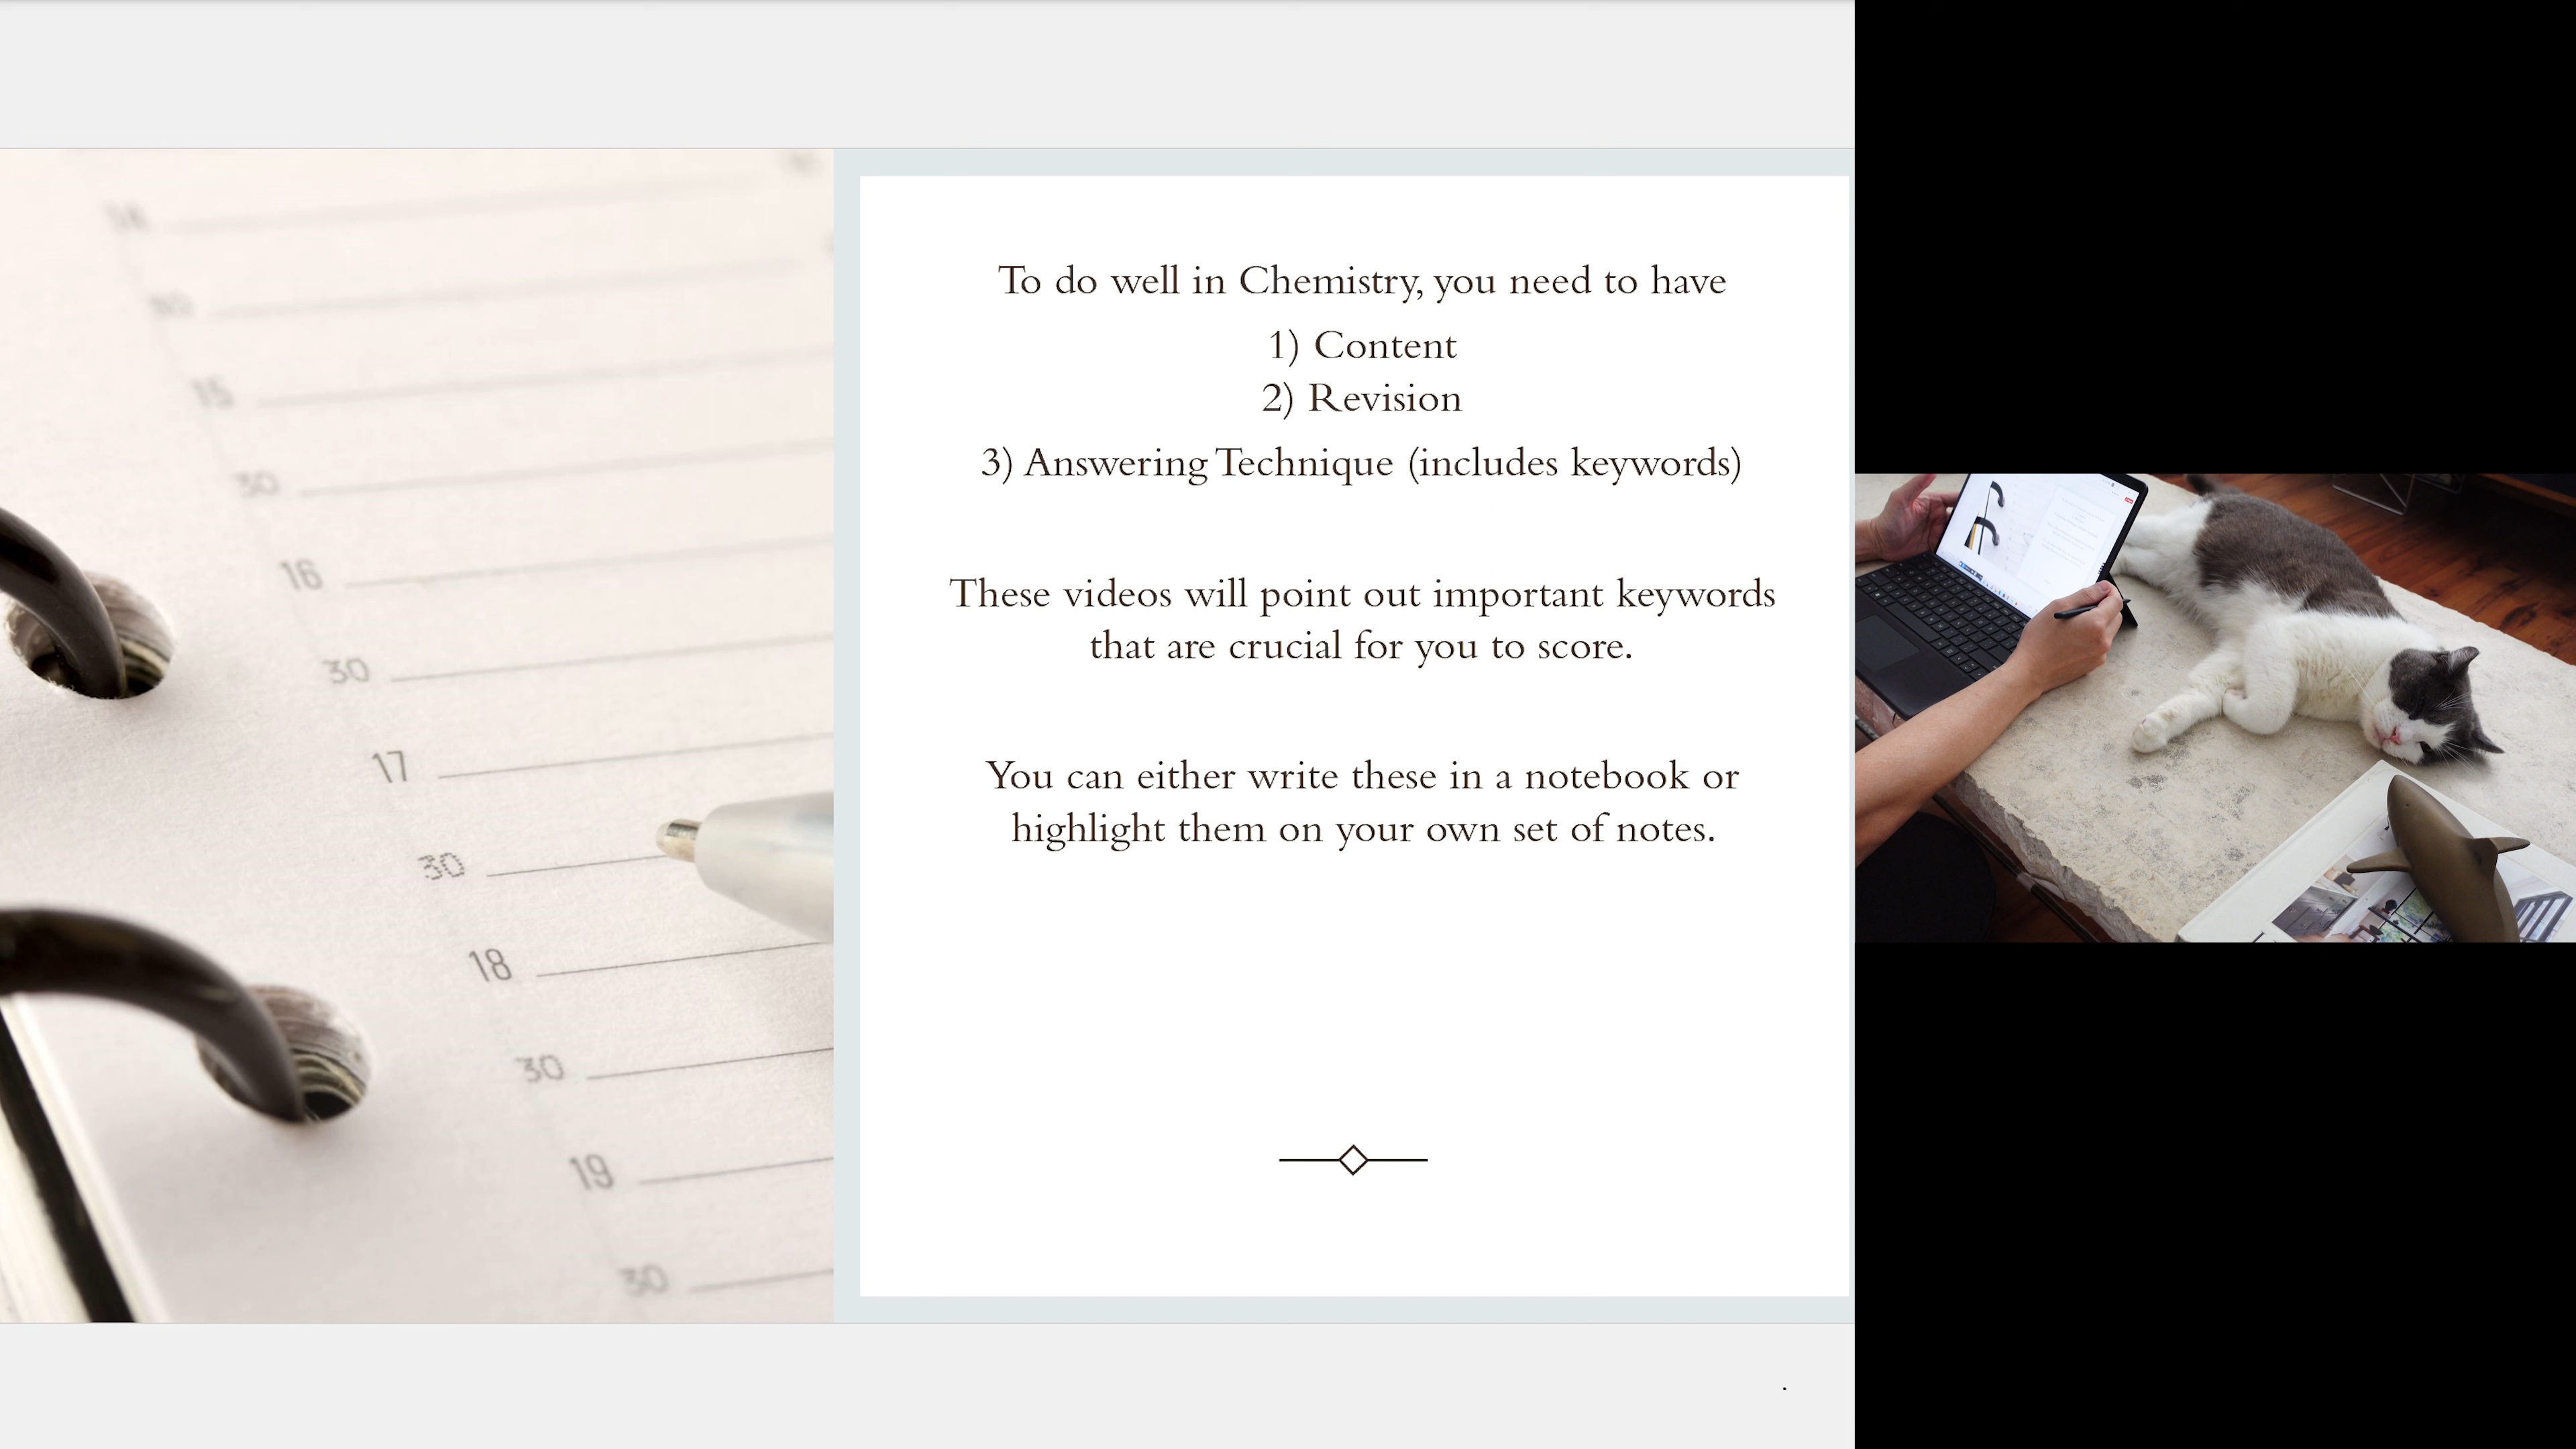 To do well in Chemistry, you need to have
1) Content
2) Revision
3) Answering Technique (includes keywords)
These videos will point out important keywords
that are crucial for you to score.
You can either write these in a notebook or
highlight them on your own set of notes.
30
15
30
16
30
17
30
18
30
19
30